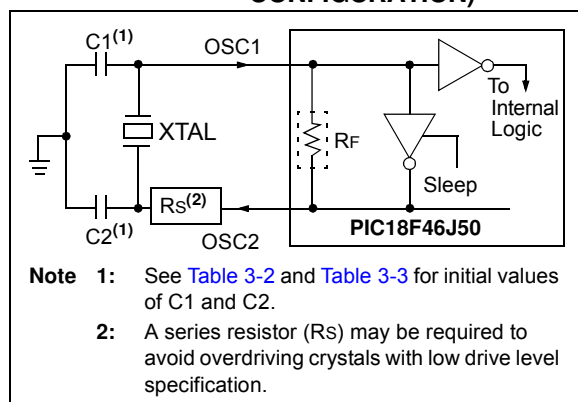 CONFIGURATION)
C1(1)
OSC1
To
Internal
Logic
XTAL
RF
Sleep
C2(1)
RS(2)
OSC2
PIC18F46J50
Note 1: See Table 3-2 and Table 3-3 for initial values
of C1 and C2.
2: A series resistor (RS) may be required to
avoid overdriving crystals with low drive level
specification.